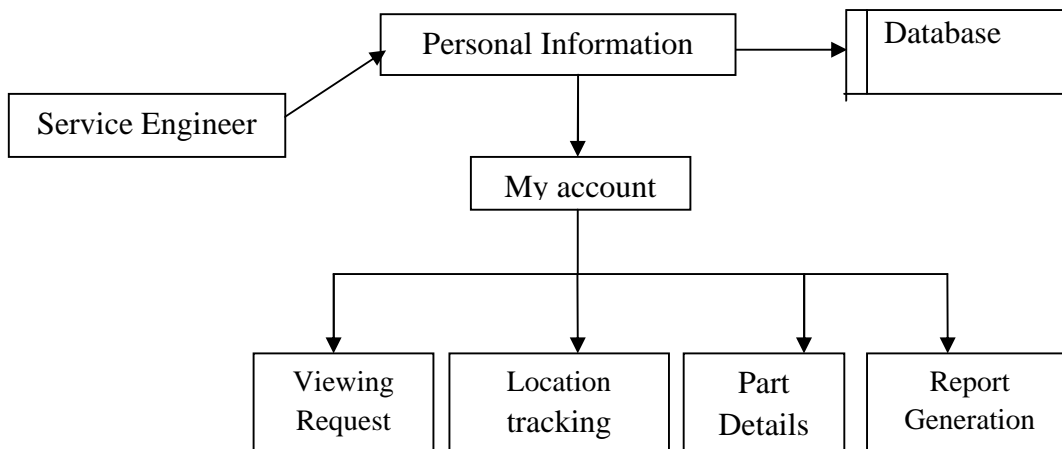 Personal Information
Database
Service Engineer
My account
Viewing
Request
Location
tracking
Part
Details
Report
Generation